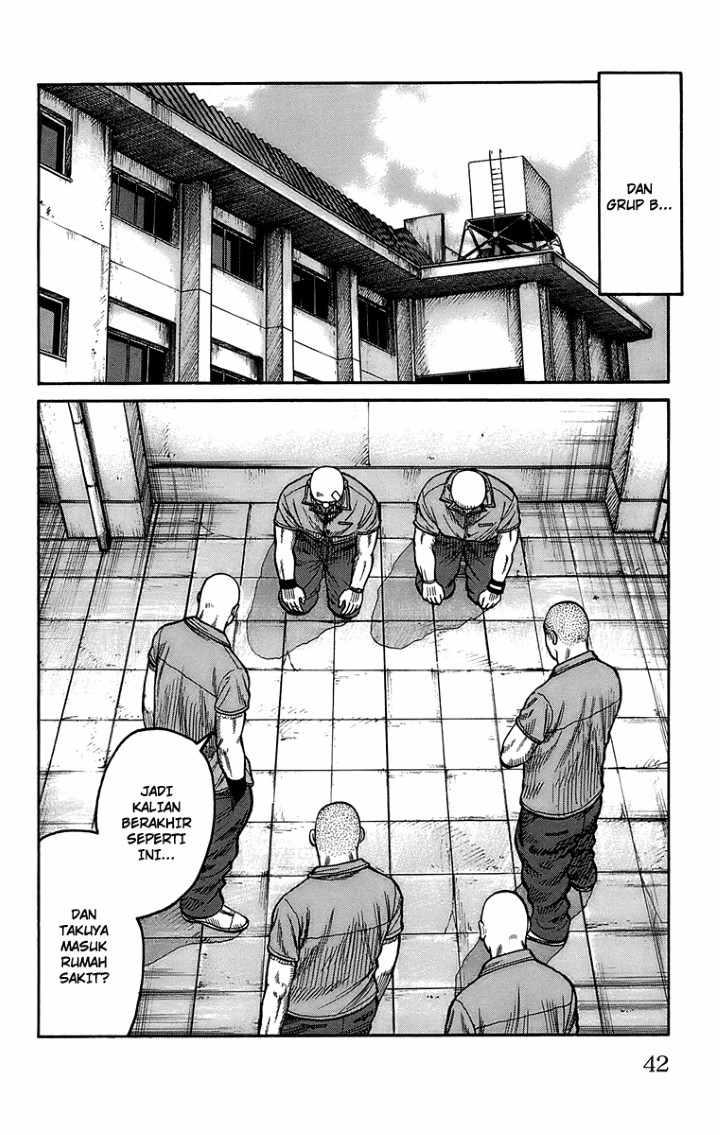 DAN
GRUP B...
JADI
KALIAN
BERAKHIR
SEPERTI
INI...
DAN
TAKUYA
MASUK
RUMAH
SAKIT?
42